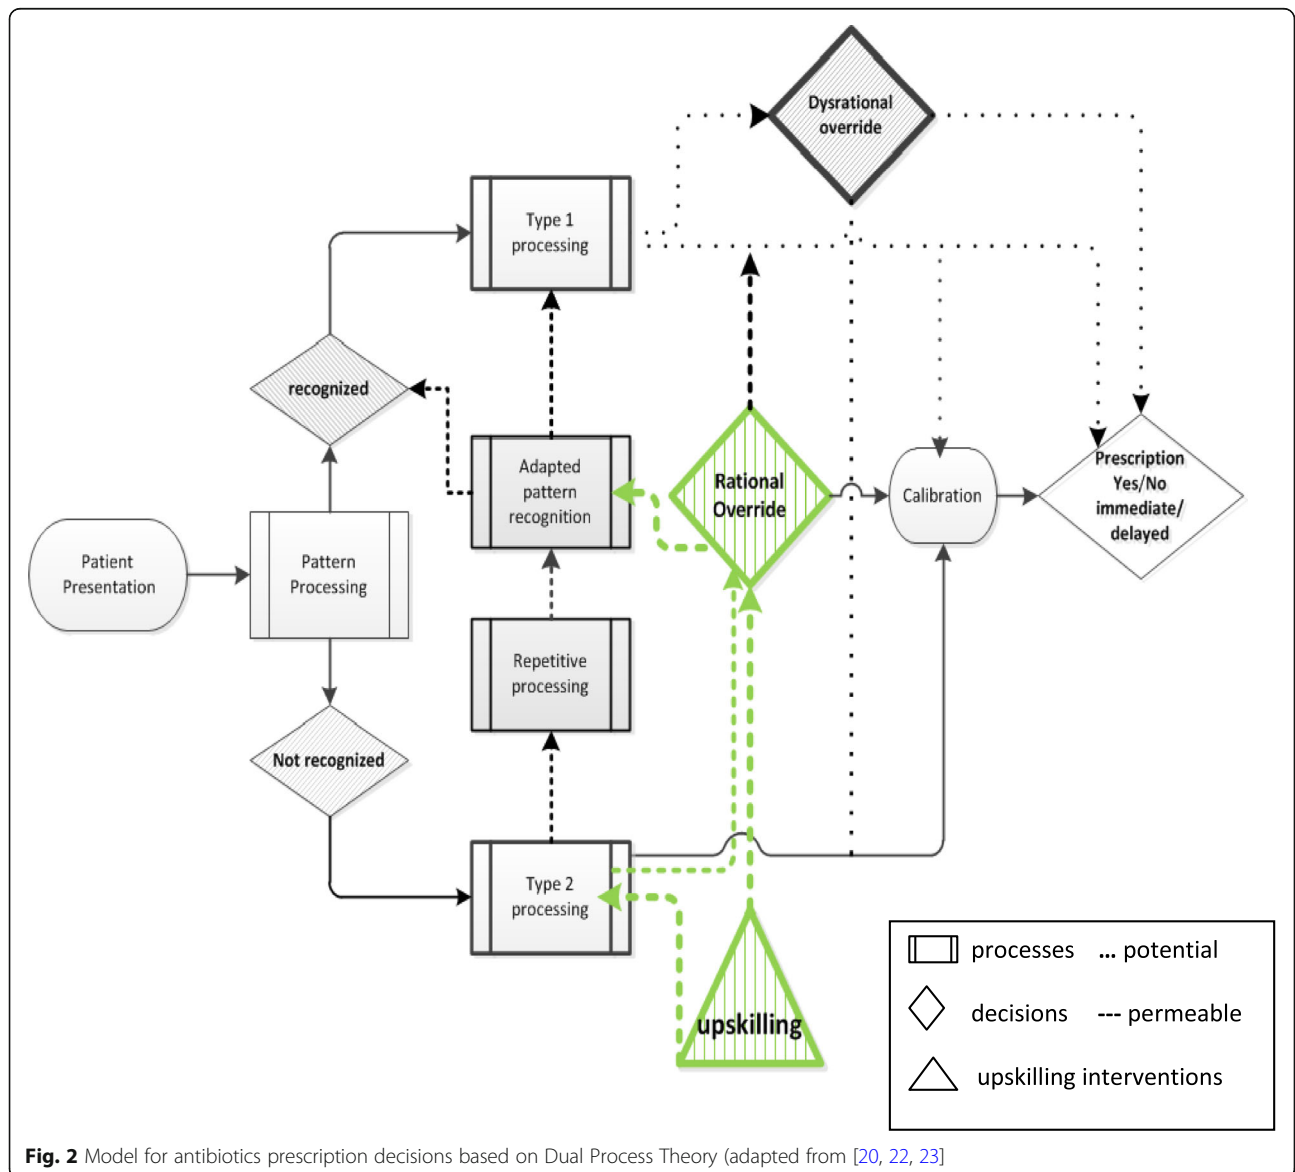 Dysrational
override
Type 1
processing
recognized
Adapted
pattern
recognition
Rational
Override
Calibration
Prescription
Yes/No
immediate/
delayed
Patient
Presentation
Pattern
Processing
Repetitive
processing
Not recognized
Type 2
processing
upskilling
processes ... potential
decisions --- permeable
upskilling interventions
Fig. 2 Model for antibiotics prescription decisions based on Dual Process Theory (adapted from [20, 22, 23]